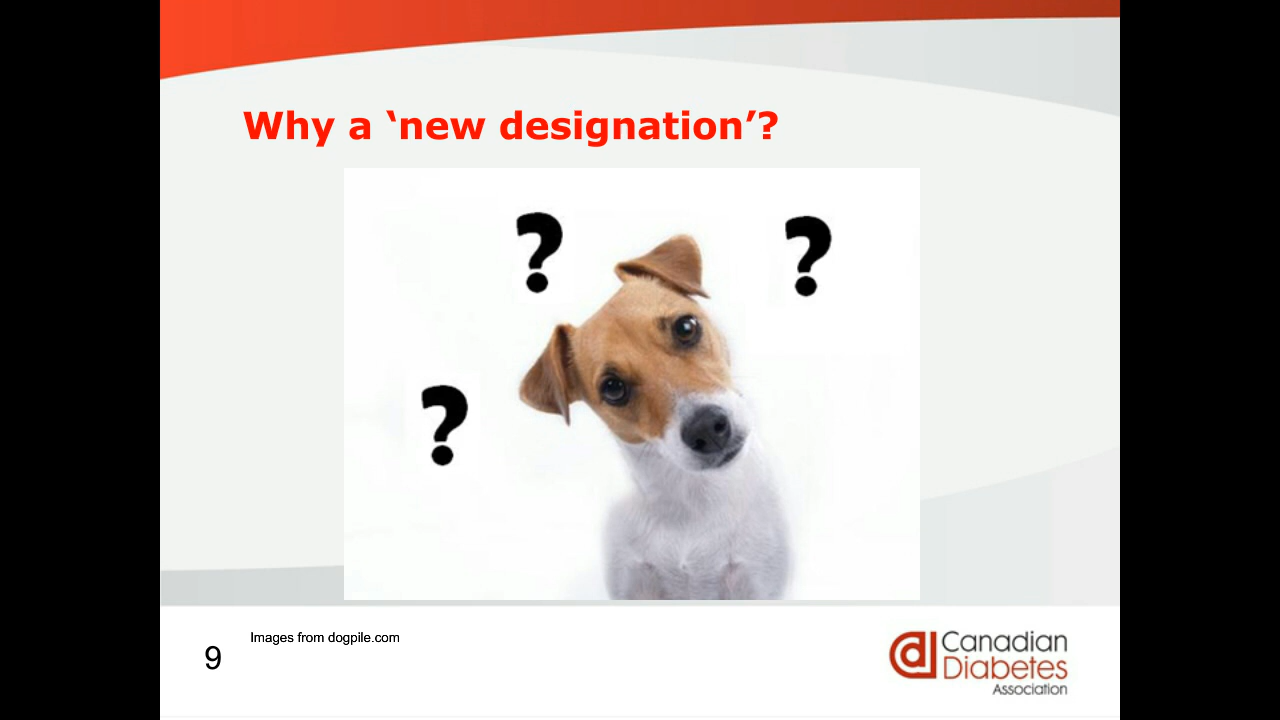 Why a ‘new designation’?
?
?
?
Images from dogpile.com
9
Canadian
Diabetes
Association